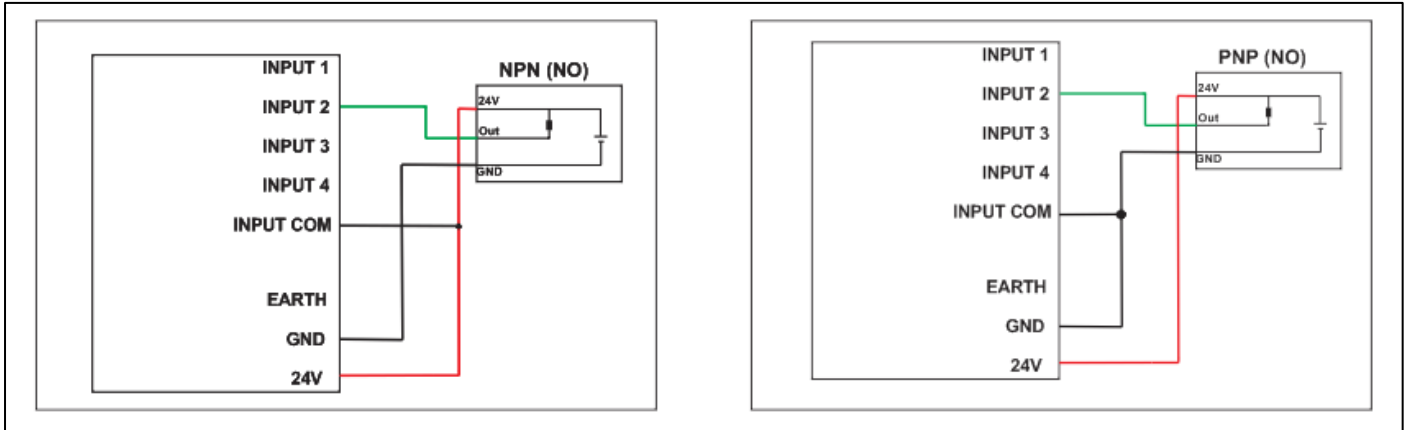 INPUT 1
INPUT 2
INPUT 3
INPUT 4
INPUT COM
EARTH
GND
24V
NPN (NO)
24V
Out
GND
INPUT 1
INPUT 2
INPUT 3
INPUT 4
INPUT COM
EARTH
GND
24V
PNP (NO)
24V
Out
GND